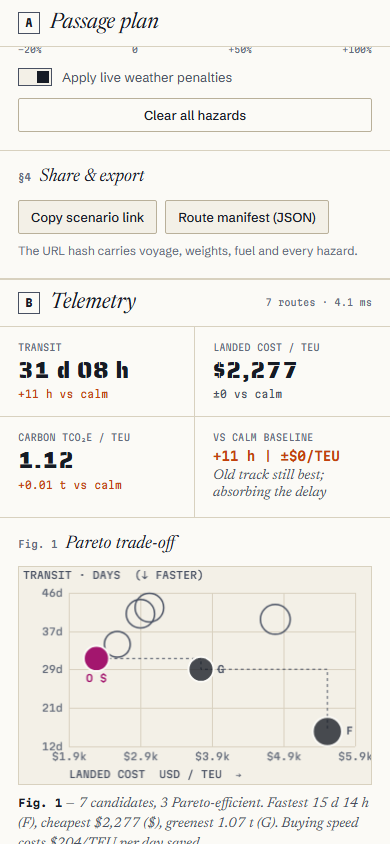 A Passage plan
−20% 0 +50% +100%
Apply live weather penalties
Clear all hazards
§4 Share & export
Copy scenario link Route manifest (JSON)
The URL hash carries voyage, weights, fuel and every hazard.
B Telemetry 7 routes · 4.1 ms
TRANSIT
31 d 08 h
+11 h vs calm
LANDED COST / TEU
$2,277
±0 vs calm
CARBON TCO₂E / TEU
1.12
+0.01 t vs calm
VS CALM BASELINE
+11 h | ±$0/TEU
Old track still best;
absorbing the delay
Fig. 1 Pareto trade-off
TRANSIT · DAYS (↓ FASTER)
46d
37d
29d
21d
12d
O $
G
F
$1.9k $2.9k $3.9k $4.9k $5.9k
LANDED COST USD / TEU →
Fig. 1 — 7 candidates, 3 Pareto-efficient. Fastest 15 d 14 h
(F), cheapest $2,277 ($), greenest 1.07 t (G). Buying speed
costs $204/TEU per day saved.